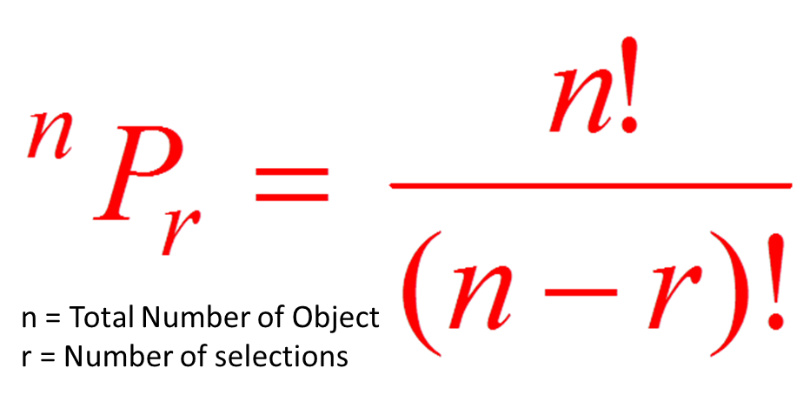 ⁿPᵣ = n! / (n − r)!
n = Total Number of Object
r = Number of selections